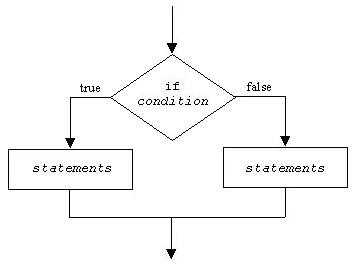 if
condition
true
false
statements
statements